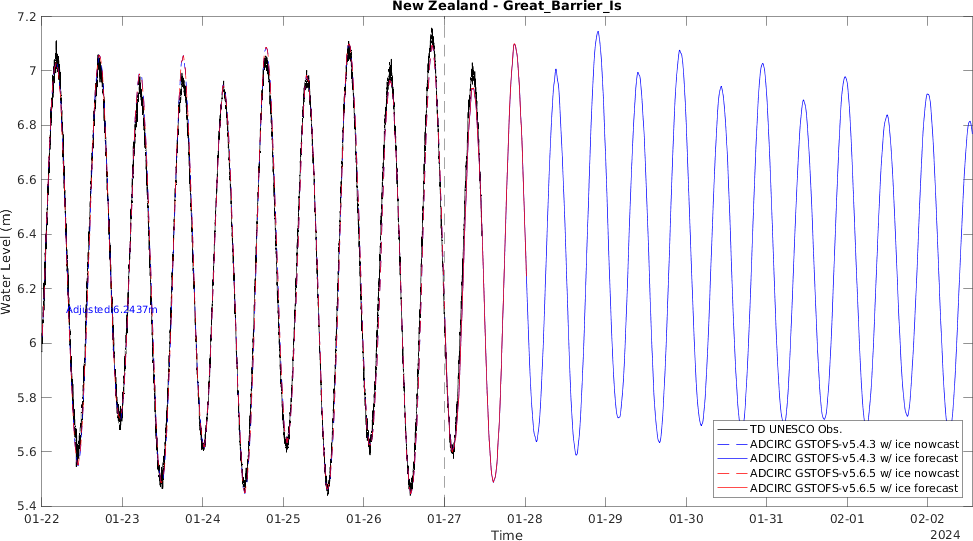 New Zealand - Great_Barrier_Is
7.2
7
6.8
6.6
6.4
6.2
6
5.8
5.6
5.4
Water Level (m)
Adjusted 6.2437m
TD UNESCO Obs.
ADCIRC GSTOFS-v5.4.3 w/ ice nowcast
ADCIRC GSTOFS-v5.4.3 w/ ice forecast
ADCIRC GSTOFS-v5.6.5 w/ ice nowcast
ADCIRC GSTOFS-v5.6.5 w/ ice forecast
01-22 01-23 01-24 01-25 01-26 01-27 01-28 01-29 01-30 01-31 02-01 02-02
Time
2024